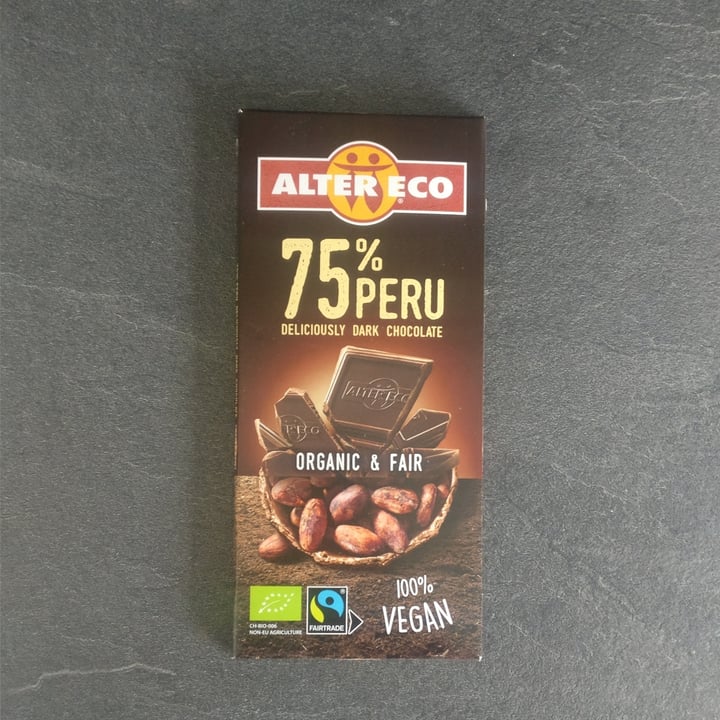 ALTER ECO®
75%
PERU
DELICIOUSLY DARK CHOCOLATE
ALTER ECO
ECO
ORGANIC & FAIR
100%
VEGAN
CH-BIO-006
NON-EU AGRICULTURE
FAIRTRADE
®